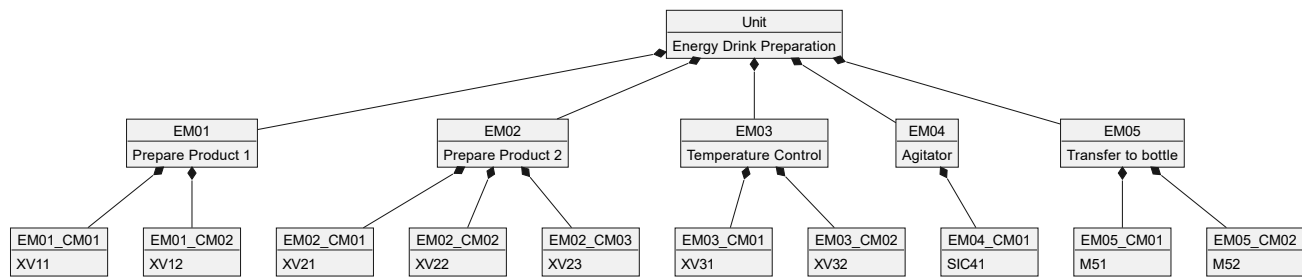 Unit
Energy Drink Preparation
EM01
Prepare Product 1
EM02
Prepare Product 2
EM03
Temperature Control
EM04
Agitator
EM05
Transfer to bottle
EM01_CM01
XV11
EM01_CM02
XV12
EM02_CM01
XV21
EM02_CM02
XV22
EM02_CM03
XV23
EM03_CM01
XV31
EM03_CM02
XV32
EM04_CM01
SIC41
EM05_CM01
M51
EM05_CM02
M52